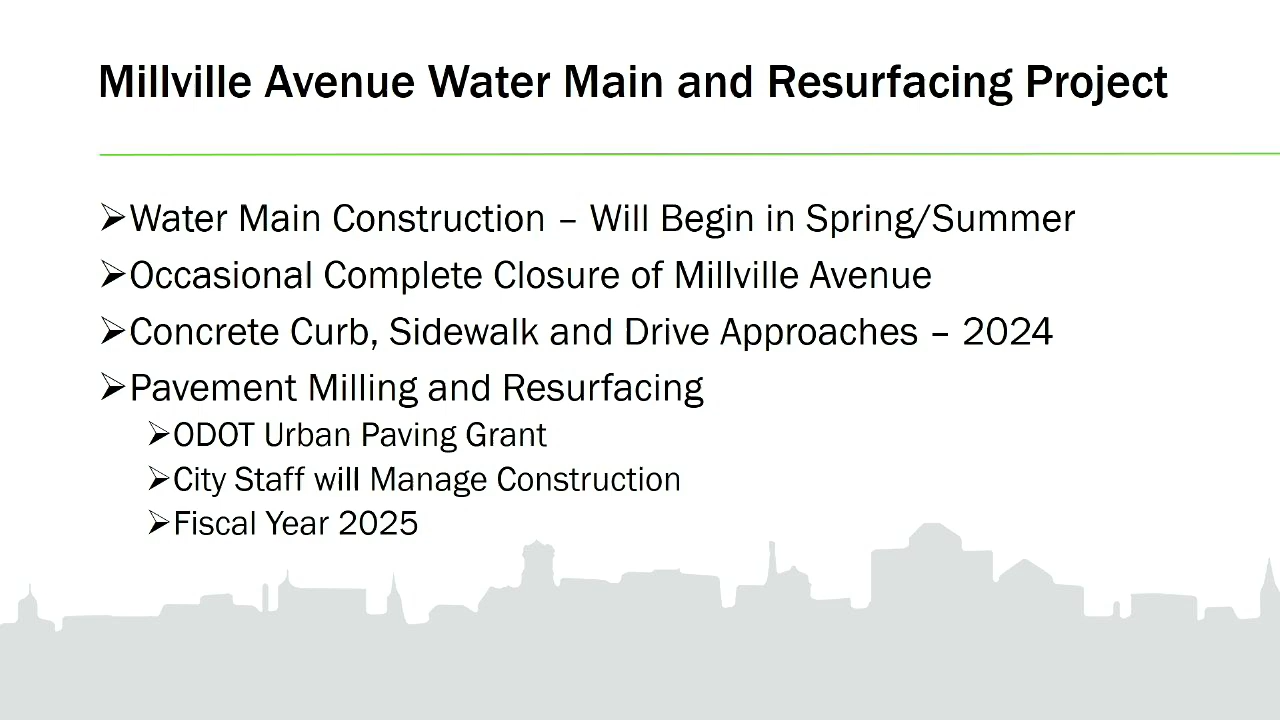 Millville Avenue Water Main and Resurfacing Project
➢Water Main Construction – Will Begin in Spring/Summer
➢Occasional Complete Closure of Millville Avenue
➢Concrete Curb, Sidewalk and Drive Approaches – 2024
➢Pavement Milling and Resurfacing
➢ODOT Urban Paving Grant
➢City Staff will Manage Construction
➢Fiscal Year 2025